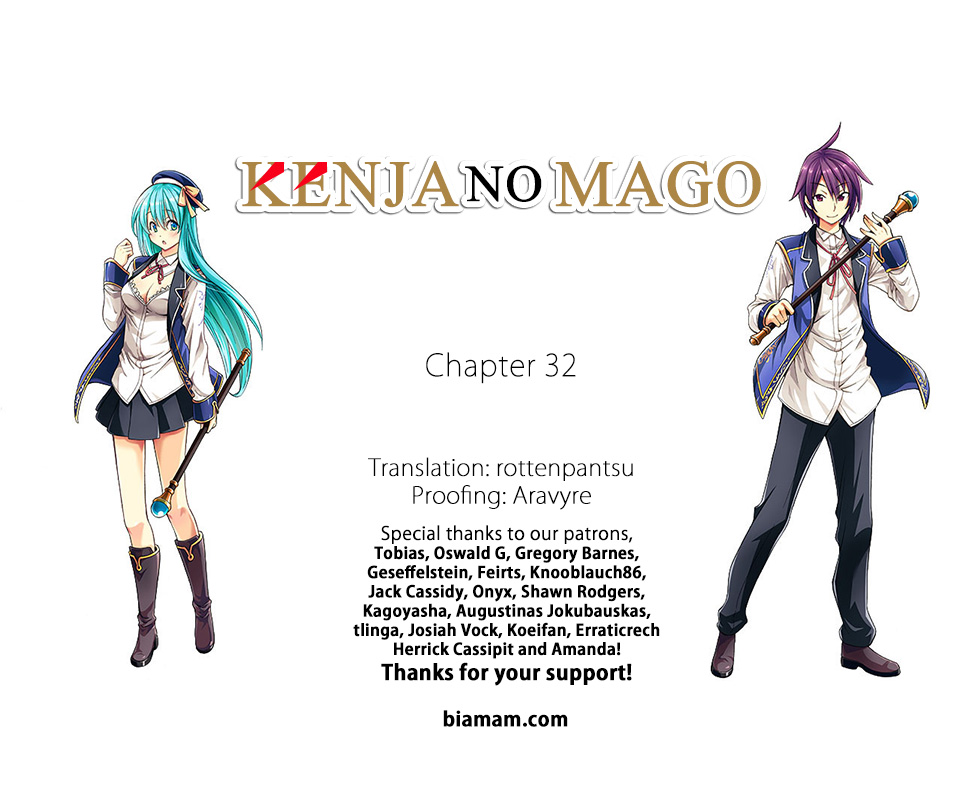 KENJA NO MAGO
Chapter 32
Translation: rottenpantsu
Proofing: Aravyre
Special thanks to our patrons,
Tobias, Oswald G, Gregory Barnes,
Geseffelstein, Feirts, Knooblauch86,
Jack Cassidy, Onyx, Shawn Rodgers,
Kagoyasha, Augustinas Jokubauskas,
tlinga, Josiah Vock, Koeifan, Erraticrech
Herrick Cassipit and Amanda!
Thanks for your support!
biamam.com